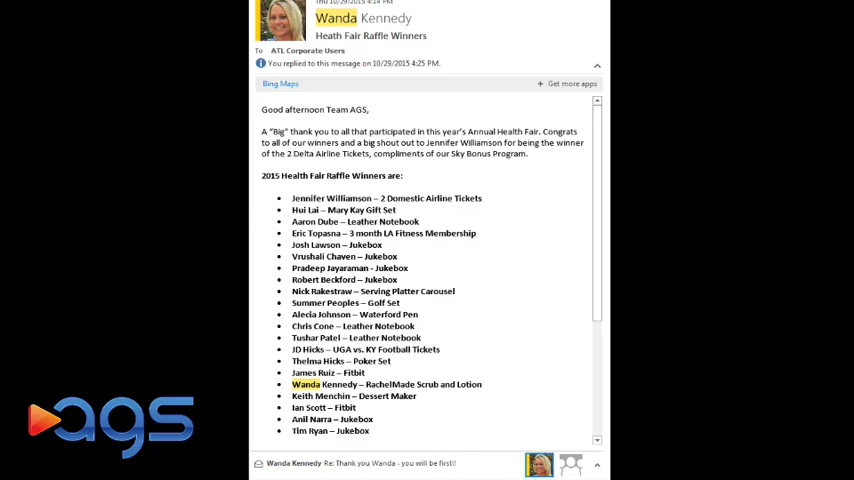 Thu 10/29/2015 4:14 PM
Wanda Kennedy
Heath Fair Raffle Winners
To ATL Corporate Users
You replied to this message on 10/29/2015 4:25 PM.
Bing Maps
+ Get more apps
Good afternoon Team AGS,
A “Big” thank you to all that participated in this year’s Annual Health Fair. Congrats
to all of our winners and a big shout out to Jennifer Williamson for being the winner
of the 2 Delta Airline Tickets, compliments of our Sky Bonus Program.
2015 Health Fair Raffle Winners are:
• Jennifer Williamson – 2 Domestic Airline Tickets
• Hui Lai – Mary Kay Gift Set
• Aaron Dube – Leather Notebook
• Eric Topasna – 3 month LA Fitness Membership
• Josh Lawson – Jukebox
• Vrushali Chaven – Jukebox
• Pradeep Jayaraman - Jukebox
• Robert Beckford – Jukebox
• Nick Rakestraw – Serving Platter Carousel
• Summer Peoples – Golf Set
• Alecia Johnson – Waterford Pen
• Chris Cone – Leather Notebook
• Tushar Patel – Leather Notebook
• JD Hicks – UGA vs. KY Football Tickets
• Thelma Hicks – Poker Set
• James Ruiz – Fitbit
• Wanda Kennedy – RachelMade Scrub and Lotion
• Keith Menchin – Dessert Maker
• Ian Scott – Fitbit
• Anil Narra – Jukebox
• Tim Ryan – Jukebox
Wanda Kennedy Re: Thank you Wanda - you will be first!!
ags